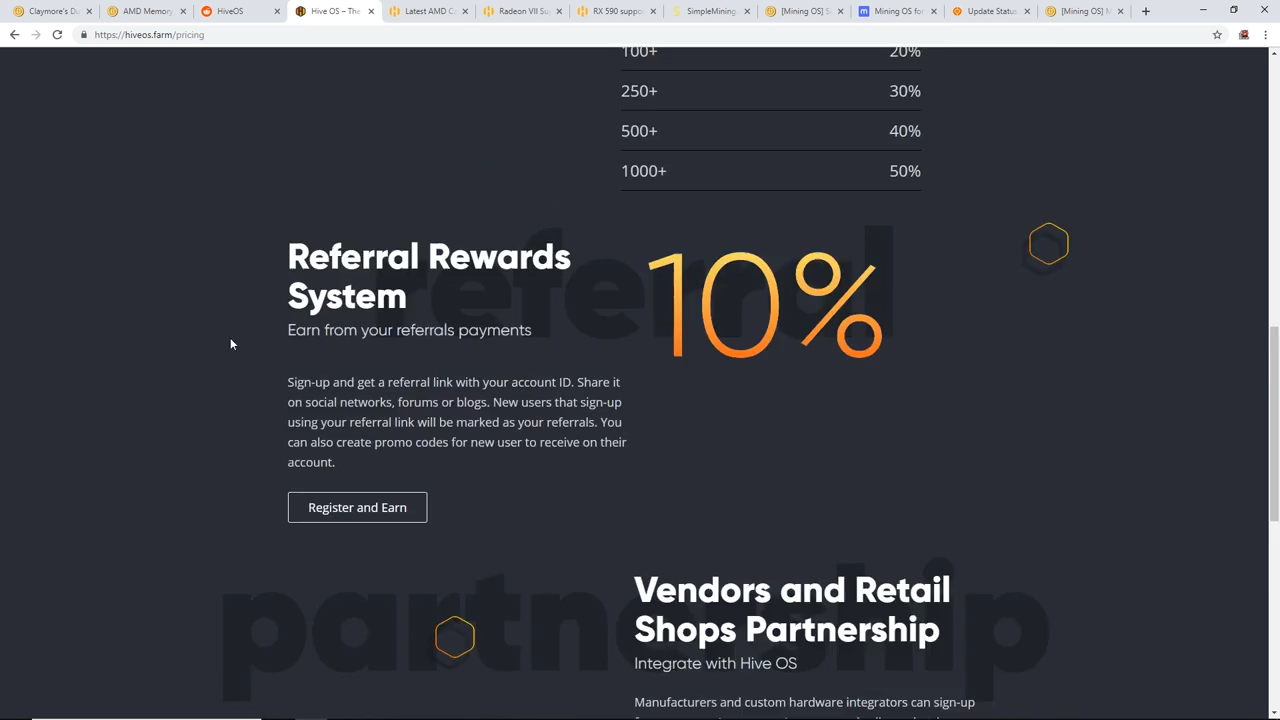 Claymore's Du
AMD Memory
HiveOS
Hive OS – The
Latest AMD C
Radeon VII Su
RX 590 suppo
SimpleMining
[Mining OS] S
Mining OS fo
Update Status
[Mining OS] M
https://hiveos.farm/pricing
100+ 20%
250+ 30%
500+ 40%
1000+ 50%
referral
Referral Rewards
System
10%
Earn from your referrals payments
Sign-up and get a referral link with your account ID. Share it
on social networks, forums or blogs. New users that sign-up
using your referral link will be marked as your referrals. You
can also create promo codes for new user to receive on their
account.
Register and Earn
partnership
Vendors and Retail
Shops Partnership
Integrate with Hive OS
Manufacturers and custom hardware integrators can sign-up